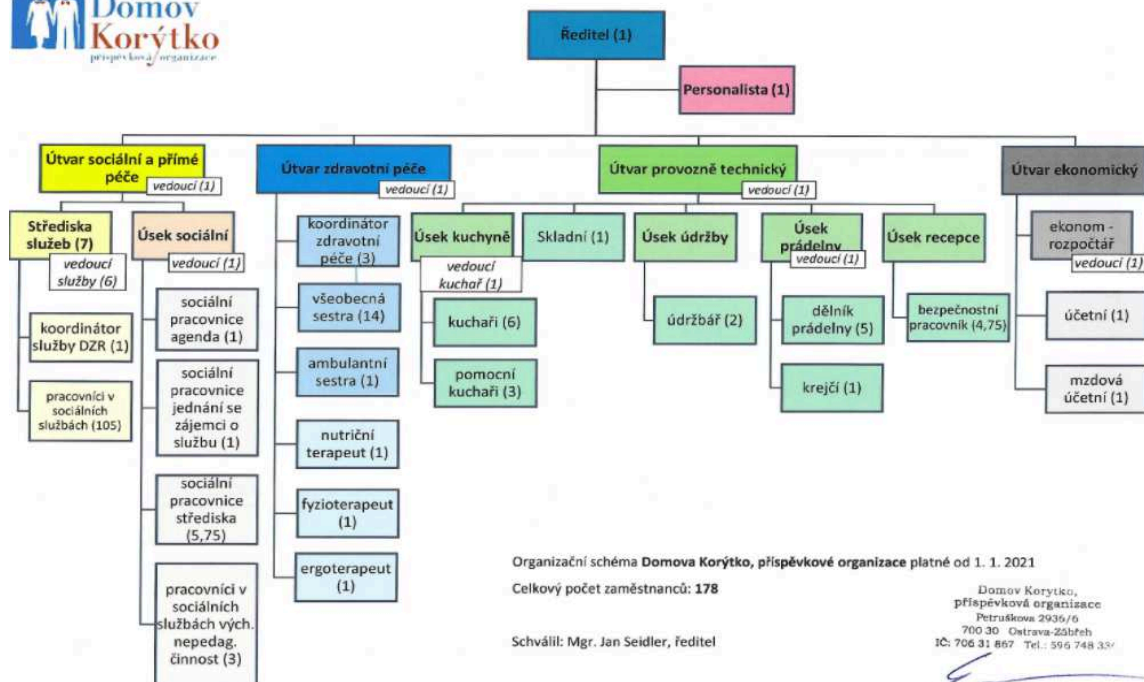 Domov
Korýtko
příspěvková organizace
Ředitel (1)
Personalista (1)
Útvar sociální a přímé
péče
vedoucí (1)
Střediska
služeb (7)
vedoucí
služby (6)
koordinátor
služby DZR (1)
pracovníci v
sociálních
službách (105)
Úsek sociální
vedoucí (1)
sociální
pracovnice
agenda (1)
sociální
pracovnice
jednání se
zájemci o
službu (1)
sociální
pracovnice
střediska
(5,75)
pracovníci v
sociálních
službách vých.
nepedag.
činnost (3)
Útvar zdravotní péče
vedoucí (1)
koordinátor
zdravotní
péče (3)
všeobecná
sestra (14)
ambulantní
sestra (1)
nutriční
terapeut (1)
fyzioterapeut
(1)
ergoterapeut
(1)
Útvar provozně technický
vedoucí (1)
Úsek kuchyně
vedoucí
kuchař (1)
kuchaři (6)
pomocní
kuchaři (3)
Skladní (1)
Úsek údržby
údržbář (2)
Úsek
prádelny
vedoucí (1)
dělník
prádelny (5)
krejčí (1)
Úsek recepce
bezpečnostní
pracovník (4,75)
Útvar ekonomický
ekonom -
rozpočtář
vedoucí (1)
účetní (1)
mzdová
účetní (1)
Organizační schéma Domova Korýtko, příspěvkové organizace platné od 1. 1. 2021
Celkový počet zaměstnanců: 178
Schválil: Mgr. Jan Seidler, ředitel
Domov Korytko,
příspěvková organizace
Petruškova 2936/6
700 30 Ostrava-Zábřeh
IČ: 706 31 867 Tel.: 596 748